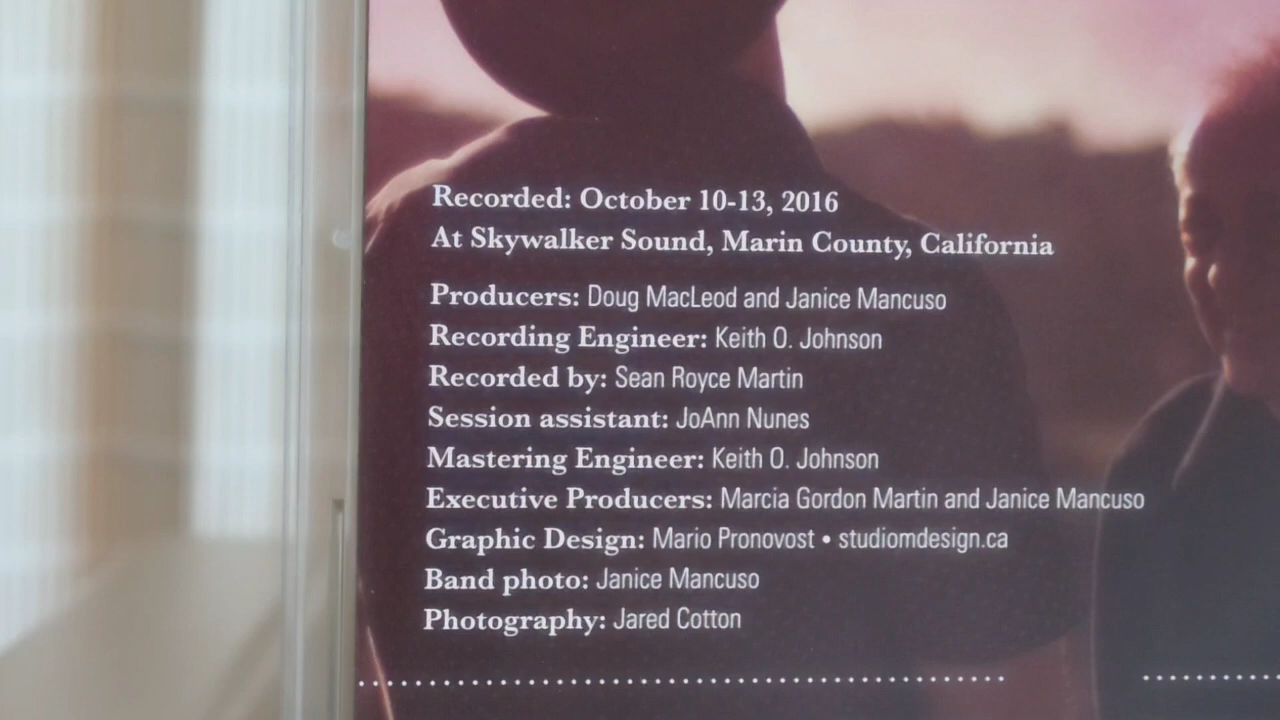 Recorded: October 10-13, 2016
At Skywalker Sound, Marin County, California
Producers: Doug MacLeod and Janice Mancuso
Recording Engineer: Keith O. Johnson
Recorded by: Sean Royce Martin
Session assistant: JoAnn Nunes
Mastering Engineer: Keith O. Johnson
Executive Producers: Marcia Gordon Martin and Janice Mancuso
Graphic Design: Mario Pronovost • studiomdesign.ca
Band photo: Janice Mancuso
Photography: Jared Cotton